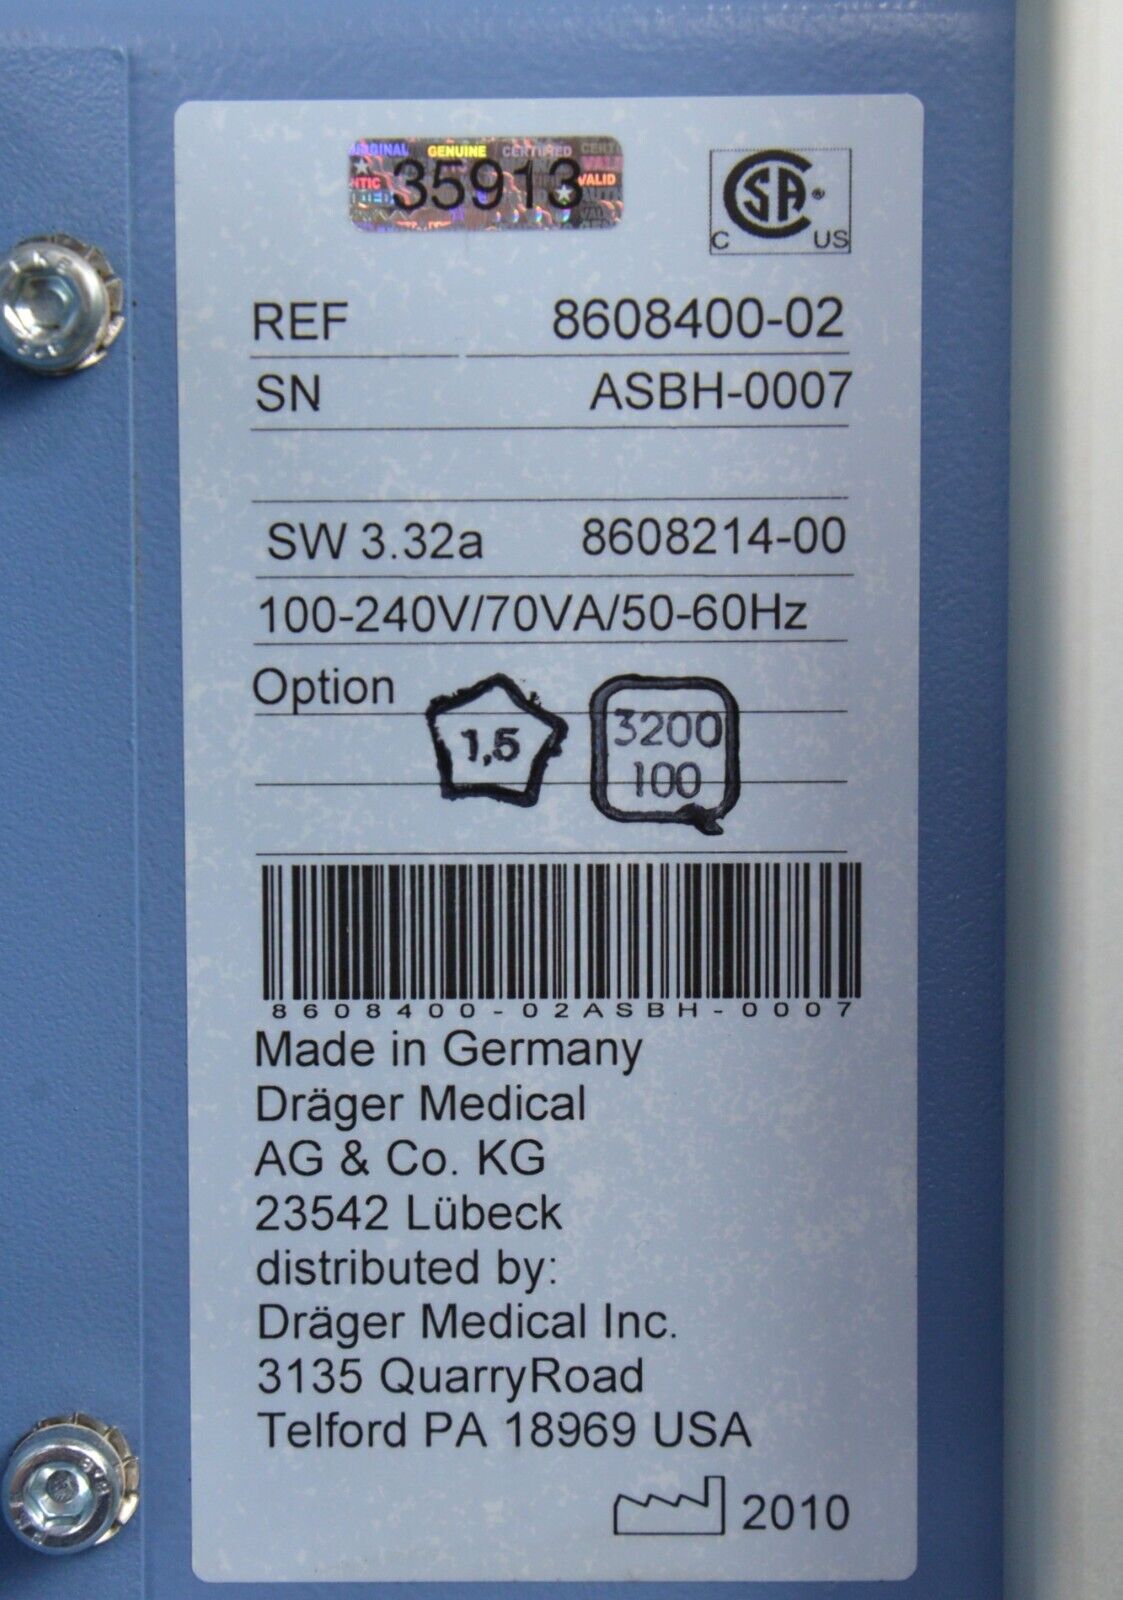 ORIGINAL GENUINE CERTIFIED
35913
VALID
CSA®
C US
REF 8608400-02
SN ASBH-0007
SW 3.32a 8608214-00
100-240V/70VA/50-60Hz
Option
1,5
3200
100
8608400-02ASBH-0007
Made in Germany
Dräger Medical
AG & Co. KG
23542 Lübeck
distributed by:
Dräger Medical Inc.
3135 QuarryRoad
Telford PA 18969 USA
2010